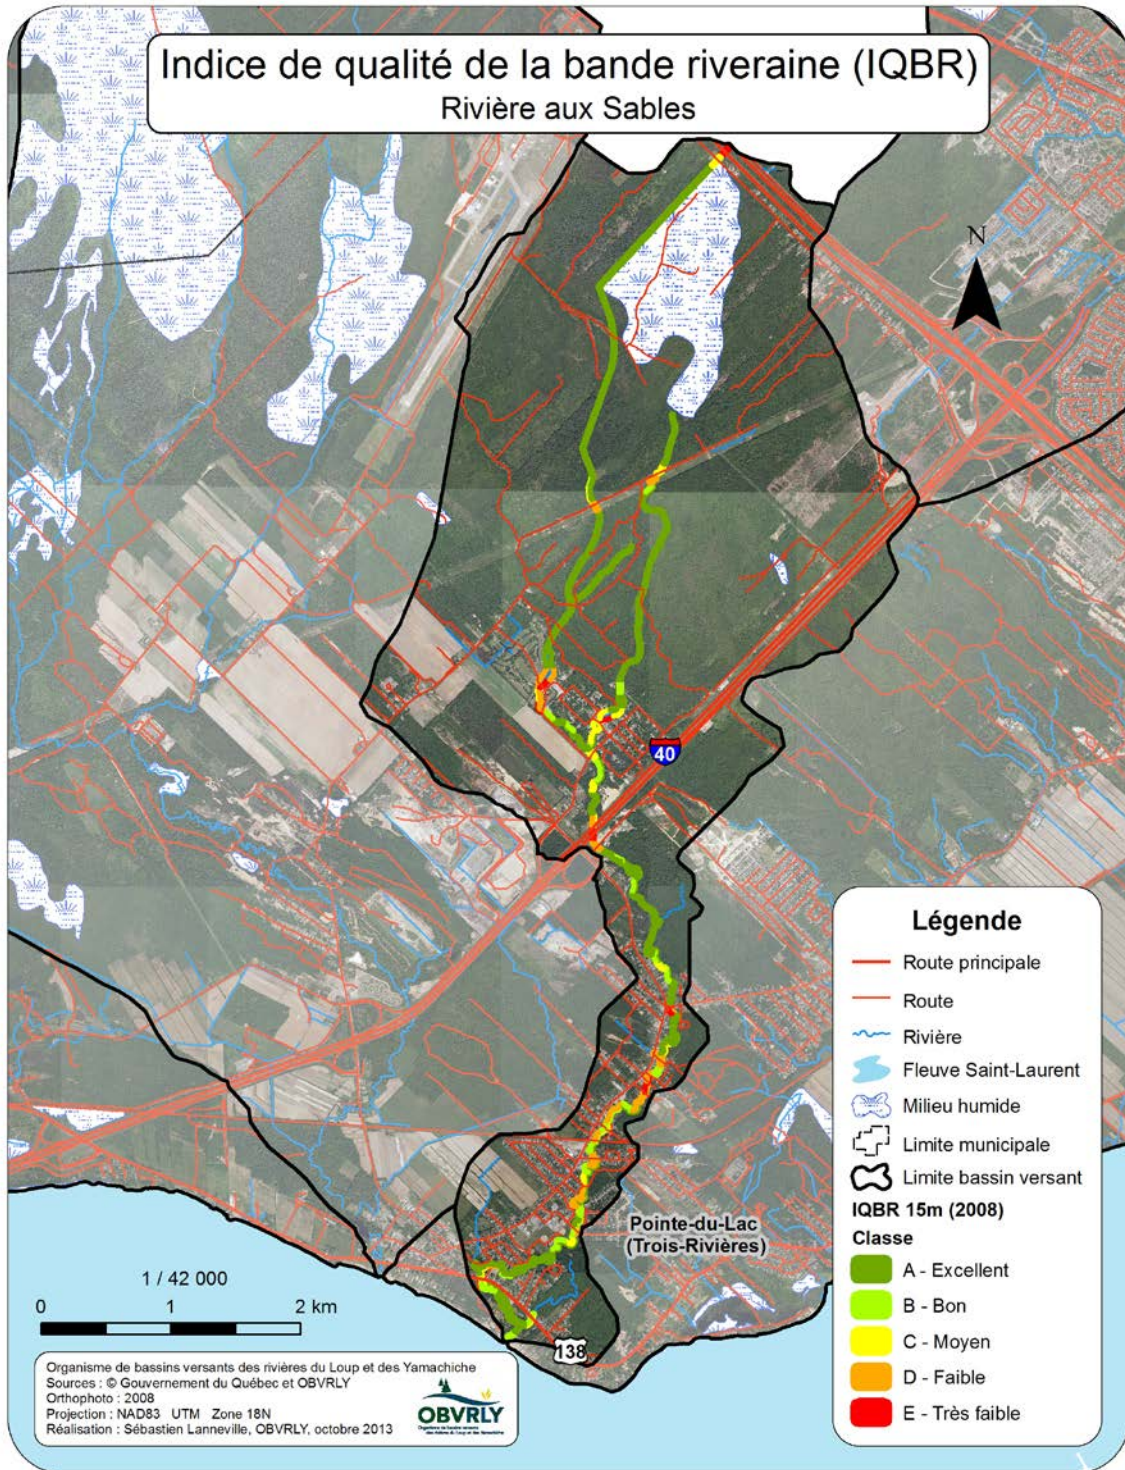 Indice de qualité de la bande riveraine (IQBR)
Rivière aux Sables
N
40
Pointe-du-Lac
(Trois-Rivières)
138
Légende
Route principale
Route
Rivière
Fleuve Saint-Laurent
Milieu humide
Limite municipale
Limite bassin versant
IQBR 15m (2008)
Classe
A - Excellent
B - Bon
C - Moyen
D - Faible
E - Très faible
1 / 42 000
0 1 2 km
Organisme de bassins versants des rivières du Loup et des Yamachiche
Sources : © Gouvernement du Québec et OBVRLY
Orthophoto : 2008
Projection : NAD83 UTM Zone 18N
Réalisation : Sébastien Lanneville, OBVRLY, octobre 2013
OBVRLY